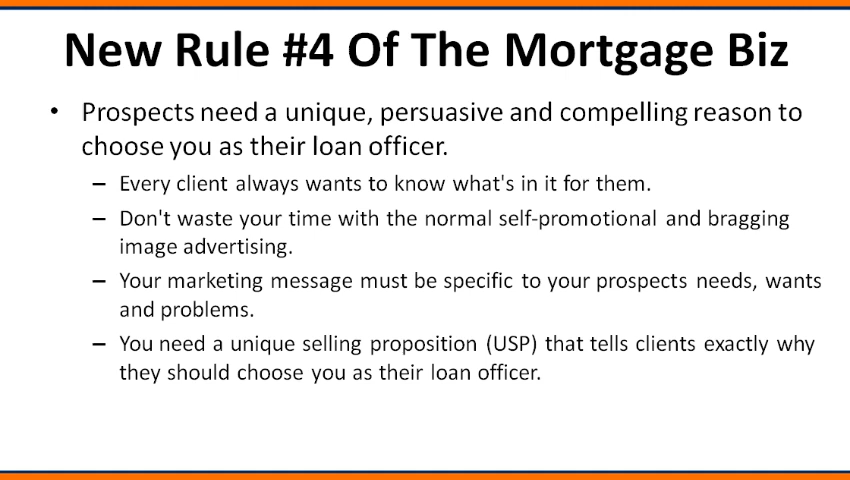 New Rule #4 Of The Mortgage Biz
• Prospects need a unique, persuasive and compelling reason to
choose you as their loan officer.
– Every client always wants to know what's in it for them.
– Don't waste your time with the normal self-promotional and bragging
image advertising.
– Your marketing message must be specific to your prospects needs, wants
and problems.
– You need a unique selling proposition (USP) that tells clients exactly why
they should choose you as their loan officer.